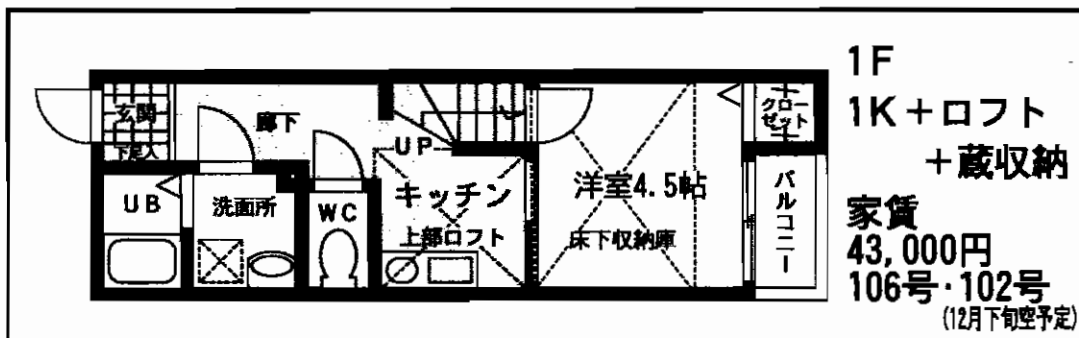 1F
1K+ロフト
+蔵収納
家賃
43,000円
106号・102号
(12月下旬空予定)
玄関
下足入
廊下
UP
クロー
ゼット
UB
洗面所
WC
キッチン
上部ロフト
洋室4.5帖
床下収納庫
バルコニー